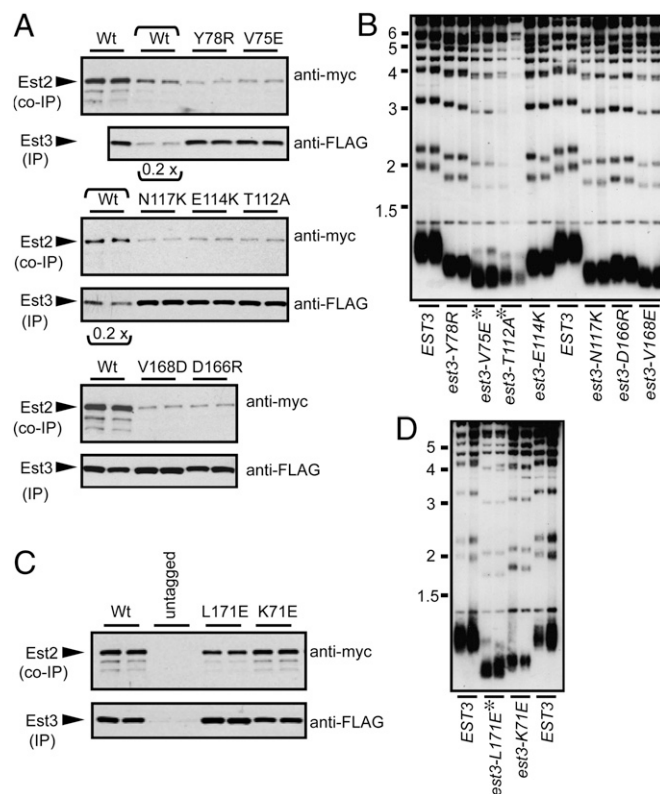 A
Wt Wt Y78R V75E
Est2 (co-IP) anti-myc
Est3 (IP) anti-FLAG
0.2 x
Wt N117K E114K T112A
Est2 (co-IP) anti-myc
Est3 (IP) anti-FLAG
0.2 x
Wt V168D D166R
Est2 (co-IP) anti-myc
Est3 (IP) anti-FLAG
B
6
5
4
3
2
1.5
EST3
est3-Y78R
est3-V75E*
est3-T112A*
est3-E114K
EST3
est3-N117K
est3-D166R
est3-V168E
C
Wt untagged L171E K71E
Est2 (co-IP) anti-myc
Est3 (IP) anti-FLAG
D
5
4
3
2
1.5
EST3
est3-L171E*
est3-K71E
EST3